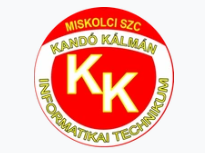 MISKOLCI SZC
KANDÓ KÁLMÁN
KK
INFORMATIKAI TECHNIKUM